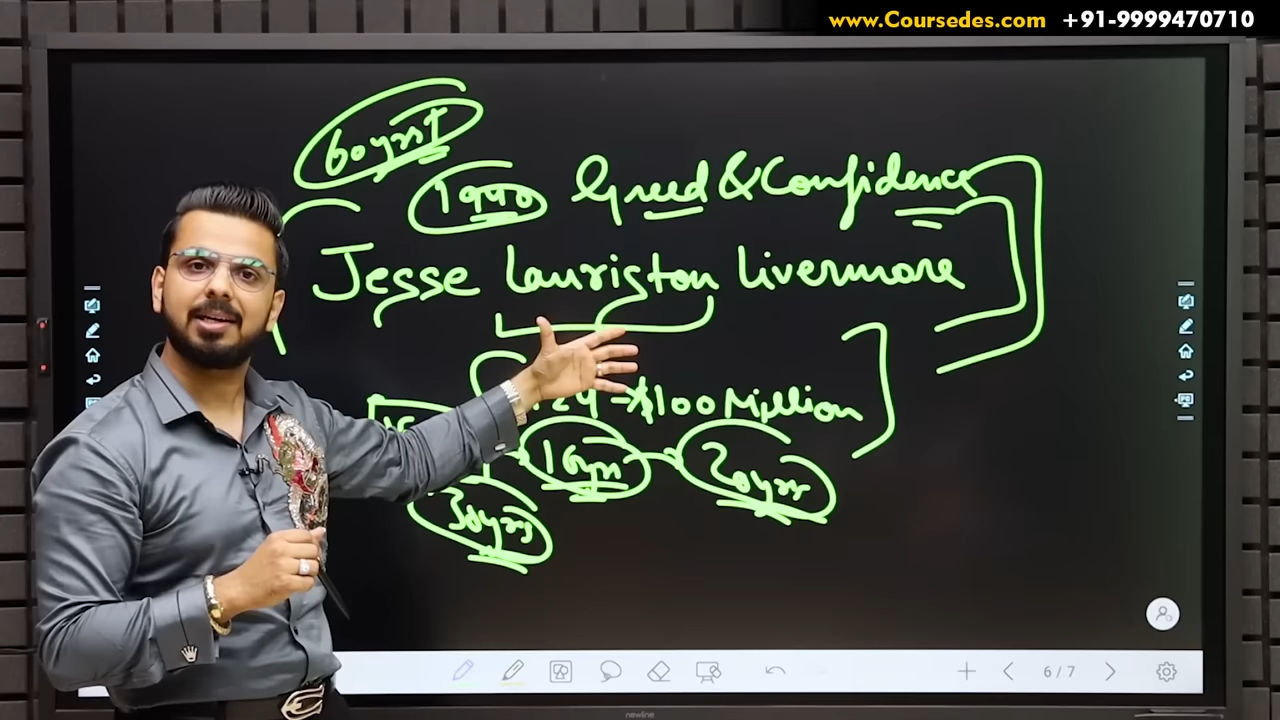 www.Coursedes.com +91-9999470710
60yrs+
1940 Greed & Confidence
Jesse Lauriston Livermore
$100 Million
16yrs 20yrs
30yrs
6/7
newline